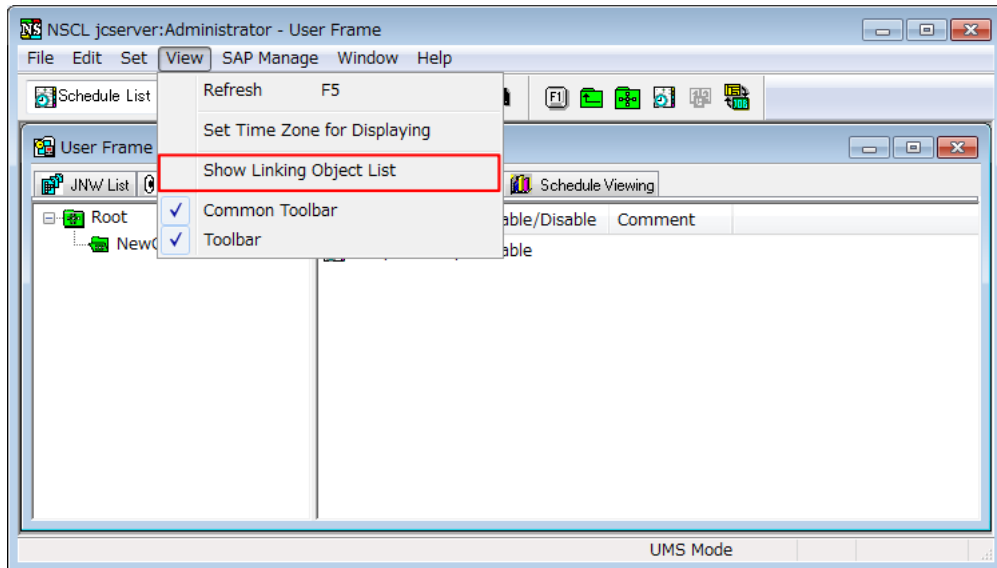 NS NSCL jcserver:Administrator - User Frame
File Edit Set View SAP Manage Window Help
Schedule List
F1
Refresh F5
Set Time Zone for Displaying
Show Linking Object List
Common Toolbar
Toolbar
User Frame
JNW List
Schedule Viewing
Root
able/Disable Comment
able
UMS Mode